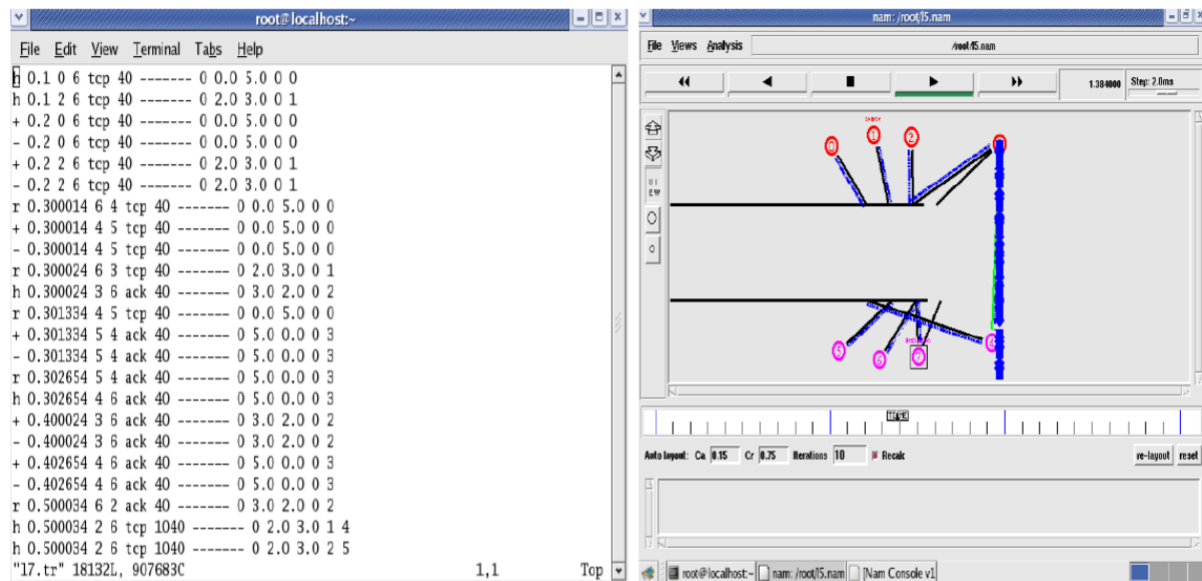 root@localhost:~
File Edit View Terminal Tabs Help
h 0.1 0 6 tcp 40 ------- 0 0.0 5.0 0 0
h 0.1 2 6 tcp 40 ------- 0 2.0 3.0 0 1
+ 0.2 0 6 tcp 40 ------- 0 0.0 5.0 0 0
- 0.2 0 6 tcp 40 ------- 0 0.0 5.0 0 0
+ 0.2 2 6 tcp 40 ------- 0 2.0 3.0 0 1
- 0.2 2 6 tcp 40 ------- 0 2.0 3.0 0 1
r 0.300014 6 4 tcp 40 ------- 0 0.0 5.0 0 0
+ 0.300014 4 5 tcp 40 ------- 0 0.0 5.0 0 0
- 0.300014 4 5 tcp 40 ------- 0 0.0 5.0 0 0
r 0.300024 6 3 tcp 40 ------- 0 2.0 3.0 0 1
h 0.300024 3 6 ack 40 ------- 0 3.0 2.0 0 2
r 0.301334 4 5 tcp 40 ------- 0 0.0 5.0 0 0
+ 0.301334 5 4 ack 40 ------- 0 5.0 0.0 0 3
- 0.301334 5 4 ack 40 ------- 0 5.0 0.0 0 3
r 0.302654 5 4 ack 40 ------- 0 5.0 0.0 0 3
h 0.302654 4 6 ack 40 ------- 0 5.0 0.0 0 3
+ 0.400024 3 6 ack 40 ------- 0 3.0 2.0 0 2
- 0.400024 3 6 ack 40 ------- 0 3.0 2.0 0 2
+ 0.402654 4 6 ack 40 ------- 0 5.0 0.0 0 3
- 0.402654 4 6 ack 40 ------- 0 5.0 0.0 0 3
r 0.500034 6 2 ack 40 ------- 0 3.0 2.0 0 2
h 0.500034 2 6 tcp 1040 ------- 0 2.0 3.0 1 4
h 0.500034 2 6 tcp 1040 ------- 0 2.0 3.0 2 5
"17.tr" 18132L, 907683C 1,1 Top
nam: /root/15.nam
File Views Analysis /root/15.nam
1.384000 Step: 2.0ms
0 1 2
5 6 7
Auto layout: Ca 0.15 Cr 0.75 Iterations 10 Recalc re-layout reset
root@localhost:~ nam: /root/15.nam [Nam Console v1